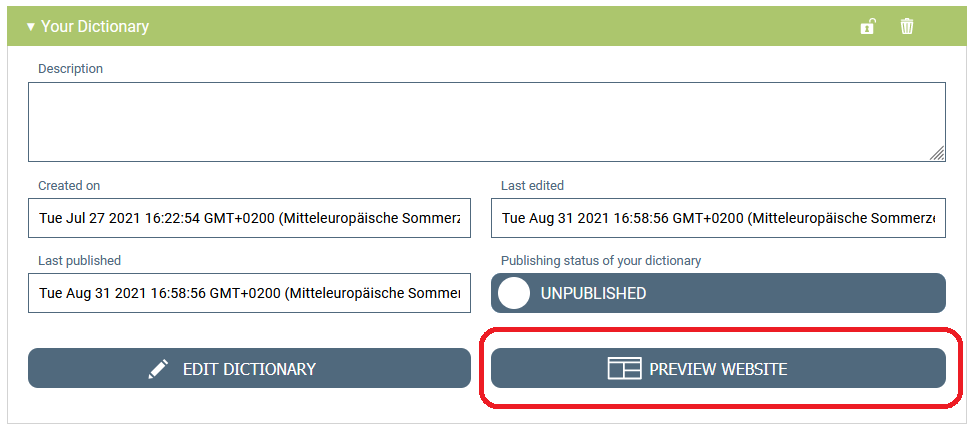 Your Dictionary
Description
Created on
Last edited
Tue Jul 27 2021 16:22:54 GMT+0200 (Mitteleuropäische Sommerz
Tue Aug 31 2021 16:58:56 GMT+0200 (Mitteleuropäische Sommerze
Last published
Publishing status of your dictionary
Tue Aug 31 2021 16:58:56 GMT+0200 (Mitteleuropäische Sommer
UNPUBLISHED
EDIT DICTIONARY
PREVIEW WEBSITE